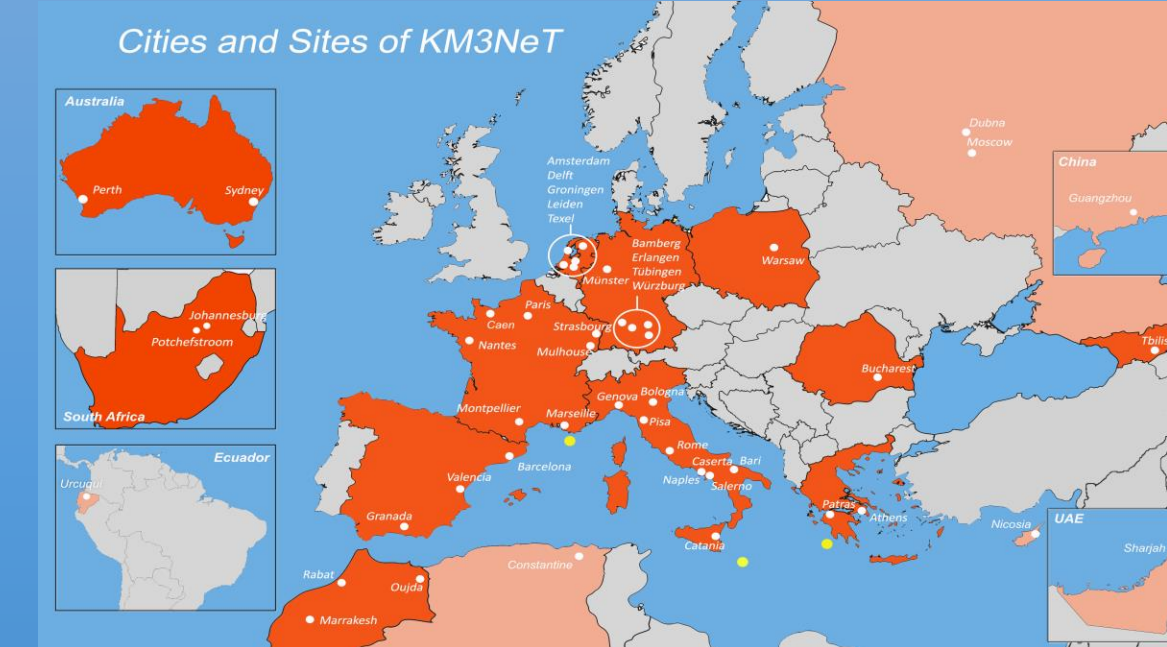 Cities and Sites of KM3NeT
Australia
Perth
Sydney
Johannesburg
Potchefstroom
South Africa
Ecuador
Urcuqui
Amsterdam
Delft
Groningen
Leiden
Texel
Bamberg
Erlangen
Tübingen
Würzburg
Münster
Warsaw
Dubna
Moscow
China
Guangzhou
Paris
Caen
Strasbourg
Nantes
Mulhouse
Bucharest
Tbilis
Montpellier
Marseille
Genova
Bologna
Pisa
Rome
Caserta
Bari
Naples
Salerno
Barcelona
Valencia
Granada
Catania
Patras
Athens
Nicosia
UAE
Sharjah
Rabat
Oujda
Constantine
Marrakesh